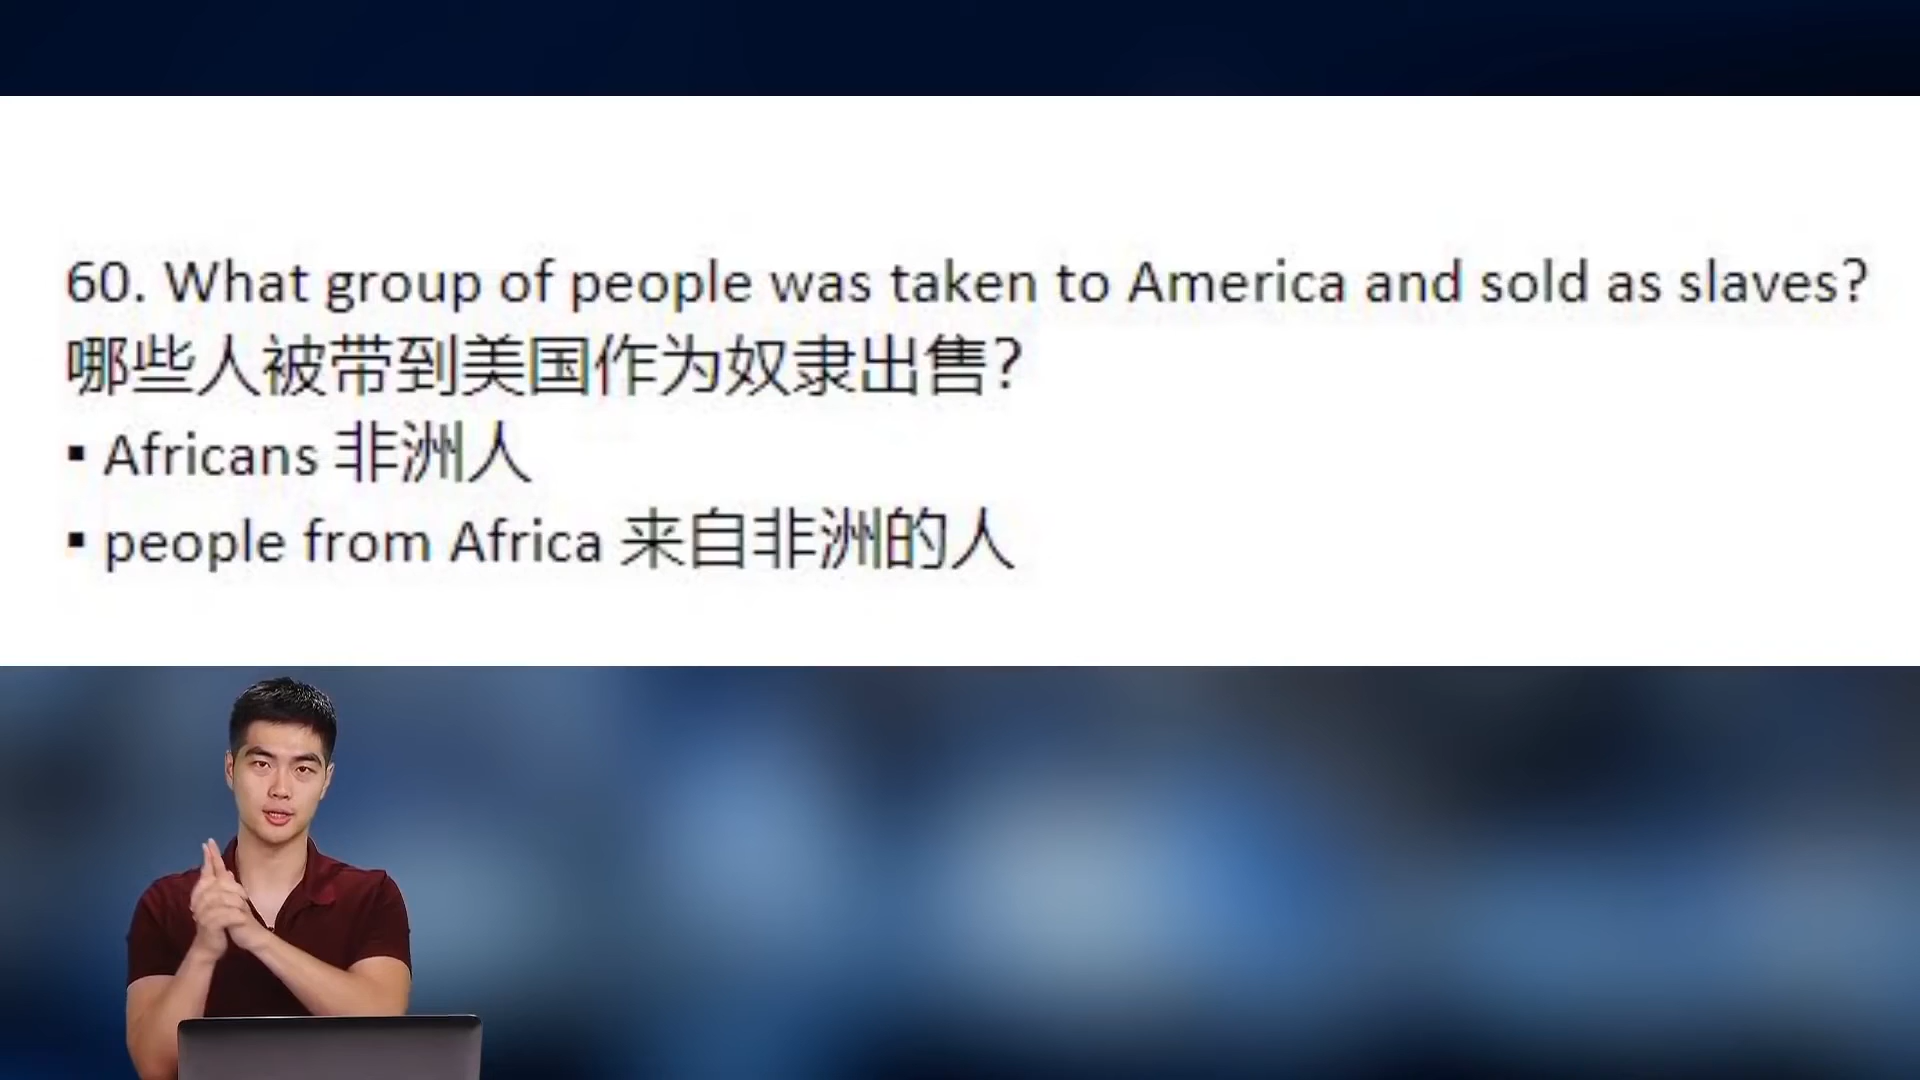 60. What group of people was taken to America and sold as slaves?
哪些人被带到美国作为奴隶出售?
▪ Africans 非洲人
▪ people from Africa 来自非洲的人